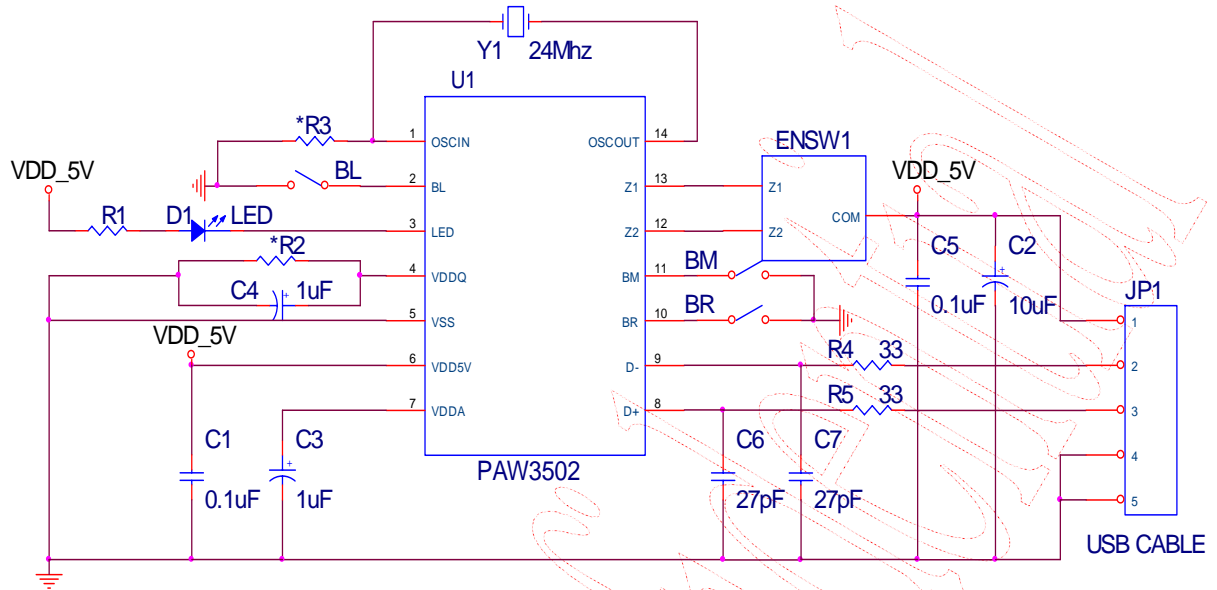 Y1 24Mhz
U1
*R3
1 OSCIN
OSCOUT 14
ENSW1
VDD_5V
BL
2 BL
Z1 13
Z1
VDD_5V
R1
D1
LED
3 LED
Z2 12
Z2
COM
*R2
4 VDDQ
BM 11
BM
C5
C2
C4
1uF
5 VSS
BR 10
BR
0.1uF
10uF
JP1
1
VDD_5V
6 VDD5V
D- 9
R4 33
2
7 VDDA
D+ 8
R5 33
3
C1
C3
C6
C7
4
PAW3502
0.1uF
1uF
27pF
27pF
5
USB CABLE